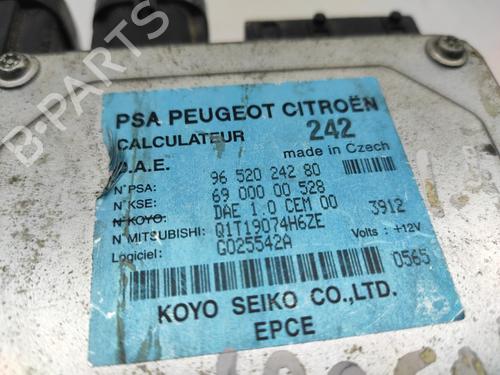 PSA PEUGEOT CITROËN
CALCULATEUR 242
D.A.E. made in Czech
N° PSA: 96 520 242 80
N° KSE: 69 000 00 528
N° KOYO: DAE 1.0 CEM 00 3912
N° MITSUBISHI: Q1T19074H6ZE Volts : +12V
Logiciel: G025542A
0565
KOYO SEIKO CO.,LTD.
EPCE
B-PARTS